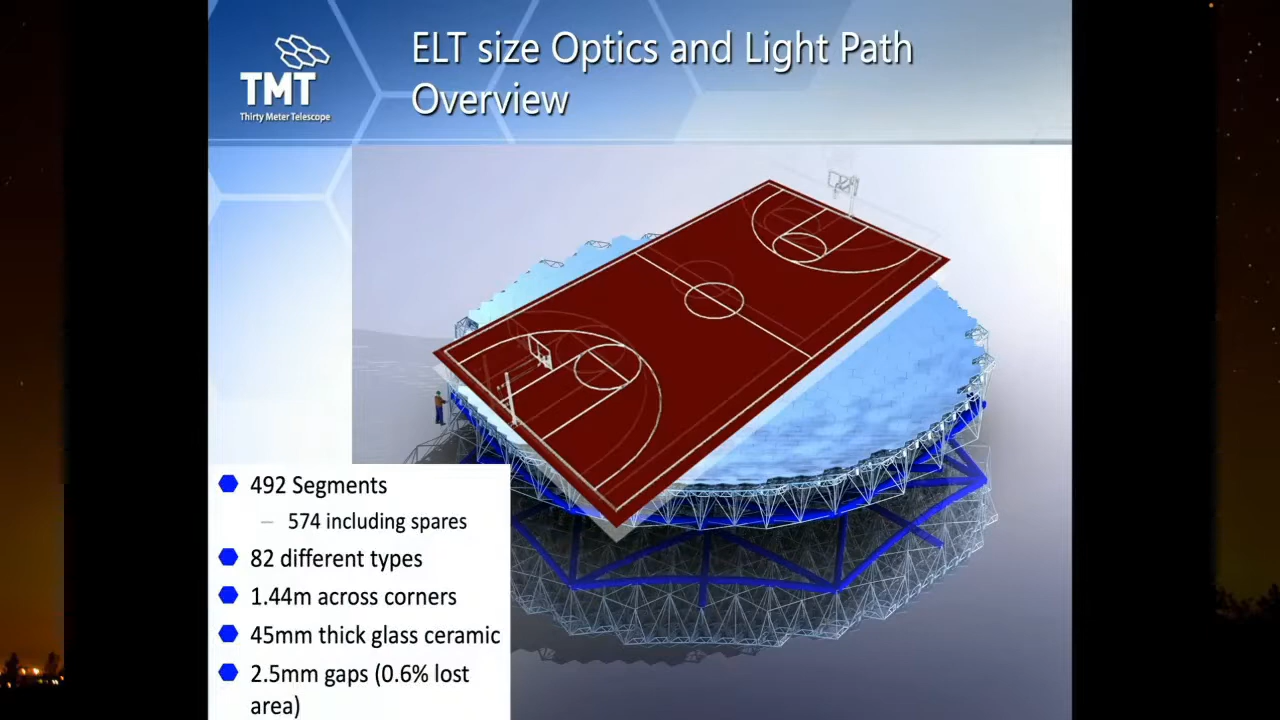 TMT
Thirty Meter Telescope
ELT size Optics and Light Path
Overview
492 Segments
– 574 including spares
82 different types
1.44m across corners
45mm thick glass ceramic
2.5mm gaps (0.6% lost
area)